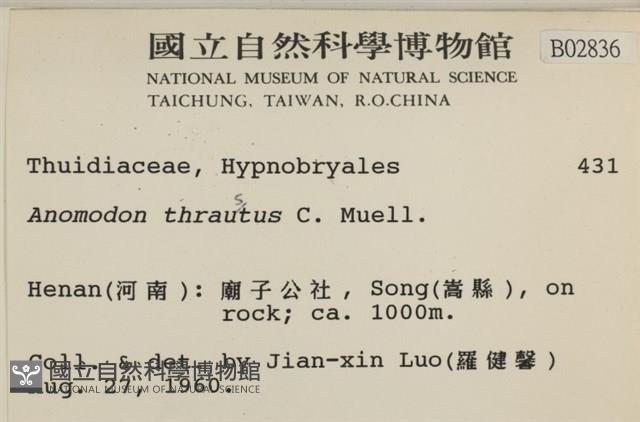 國立自然科學博物館
B02836
NATIONAL MUSEUM OF NATURAL SCIENCE
TAICHUNG, TAIWAN, R.O.CHINA
Thuidiaceae, Hypnobryales 431
s
Anomodon thrautus C. Muell.
Henan(河南): 廟子公社, Song(嵩縣), on
rock; ca. 1000m.
Coll. & det. by Jian-xin Luo(羅健馨)
國立自然科學博物館
Aug. 27, 1960.
NATIONAL MUSEUM OF NATURAL SCIENCE